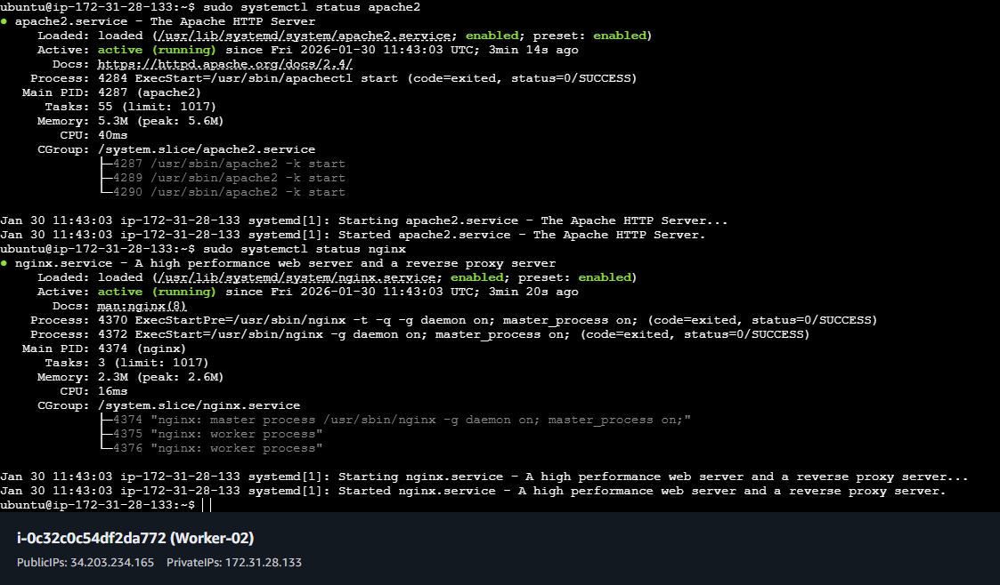 ubuntu@ip-172-31-28-133:~$ sudo systemctl status apache2
● apache2.service - The Apache HTTP Server
     Loaded: loaded (/usr/lib/systemd/system/apache2.service; enabled; preset: enabled)
     Active: active (running) since Fri 2026-01-30 11:43:03 UTC; 3min 14s ago
       Docs: https://httpd.apache.org/docs/2.4/
    Process: 4284 ExecStart=/usr/sbin/apachectl start (code=exited, status=0/SUCCESS)
   Main PID: 4287 (apache2)
      Tasks: 55 (limit: 1017)
     Memory: 5.3M (peak: 5.6M)
        CPU: 40ms
     CGroup: /system.slice/apache2.service
             ├─4287 /usr/sbin/apache2 -k start
             ├─4289 /usr/sbin/apache2 -k start
             └─4290 /usr/sbin/apache2 -k start
Jan 30 11:43:03 ip-172-31-28-133 systemd[1]: Starting apache2.service - The Apache HTTP Server...
Jan 30 11:43:03 ip-172-31-28-133 systemd[1]: Started apache2.service - The Apache HTTP Server.
ubuntu@ip-172-31-28-133:~$ sudo systemctl status nginx
● nginx.service - A high performance web server and a reverse proxy server
     Loaded: loaded (/usr/lib/systemd/system/nginx.service; enabled; preset: enabled)
     Active: active (running) since Fri 2026-01-30 11:43:03 UTC; 3min 20s ago
       Docs: man:nginx(8)
    Process: 4370 ExecStartPre=/usr/sbin/nginx -t -q -g daemon on; master_process on; (code=exited, status=0/SUCCESS)
    Process: 4372 ExecStart=/usr/sbin/nginx -g daemon on; master_process on; (code=exited, status=0/SUCCESS)
   Main PID: 4374 (nginx)
      Tasks: 3 (limit: 1017)
     Memory: 2.3M (peak: 2.6M)
        CPU: 16ms
     CGroup: /system.slice/nginx.service
             ├─4374 "nginx: master process /usr/sbin/nginx -g daemon on; master_process on;"
             ├─4375 "nginx: worker process"
             └─4376 "nginx: worker process"
Jan 30 11:43:03 ip-172-31-28-133 systemd[1]: Starting nginx.service - A high performance web server and a reverse proxy server...
Jan 30 11:43:03 ip-172-31-28-133 systemd[1]: Started nginx.service - A high performance web server and a reverse proxy server.
ubuntu@ip-172-31-28-133:~$
i-0c32c0c54df2da772 (Worker-02)
PublicIPs: 34.203.234.165 PrivateIPs: 172.31.28.133